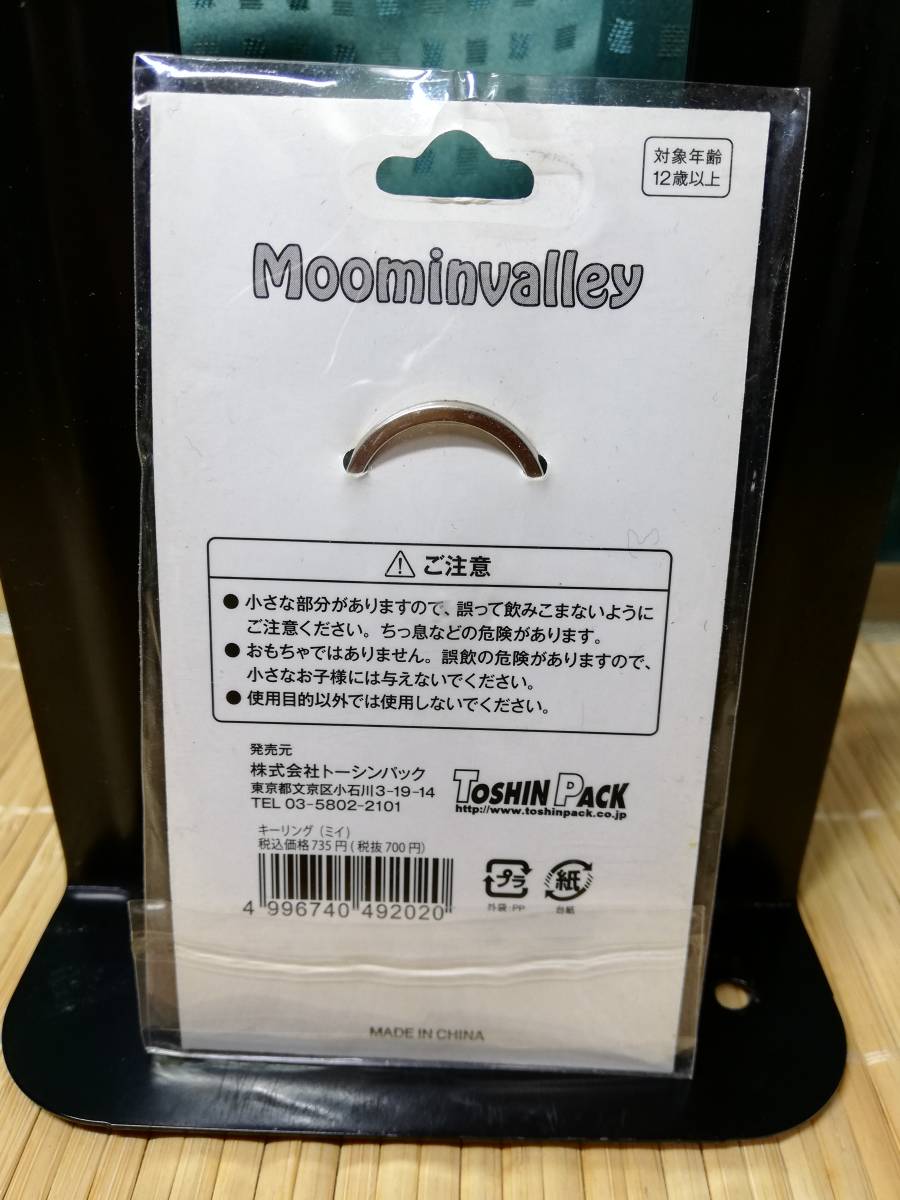 対象年齢
12歳以上
Moominvalley
ご注意
● 小さな部分がありますので、誤って飲みこまないように
ご注意ください。ちっ息などの危険があります。
● おもちゃではありません。誤飲の危険がありますので、
小さなお子様には与えないでください。
● 使用目的以外では使用しないでください。
発売元
株式会社トーシンパック
東京都文京区小石川3-19-14
TEL 03-5802-2101
TOSHIN PACK
http://www.toshinpack.co.jp
キーリング（ミイ）
税込価格735円(税抜700円)
4 996740 492020
プラ
外袋:PP
紙
台紙
MADE IN CHINA